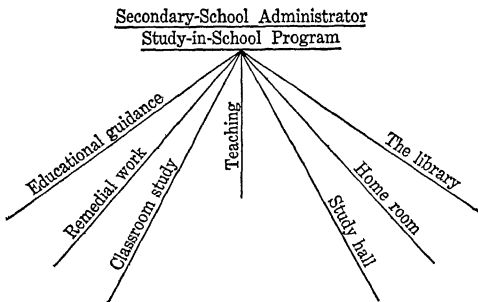 Secondary-School Administrator
Study-in-School Program
Educational guidance
Remedial work
Classroom study
Teaching
Study hall
Home room
The library